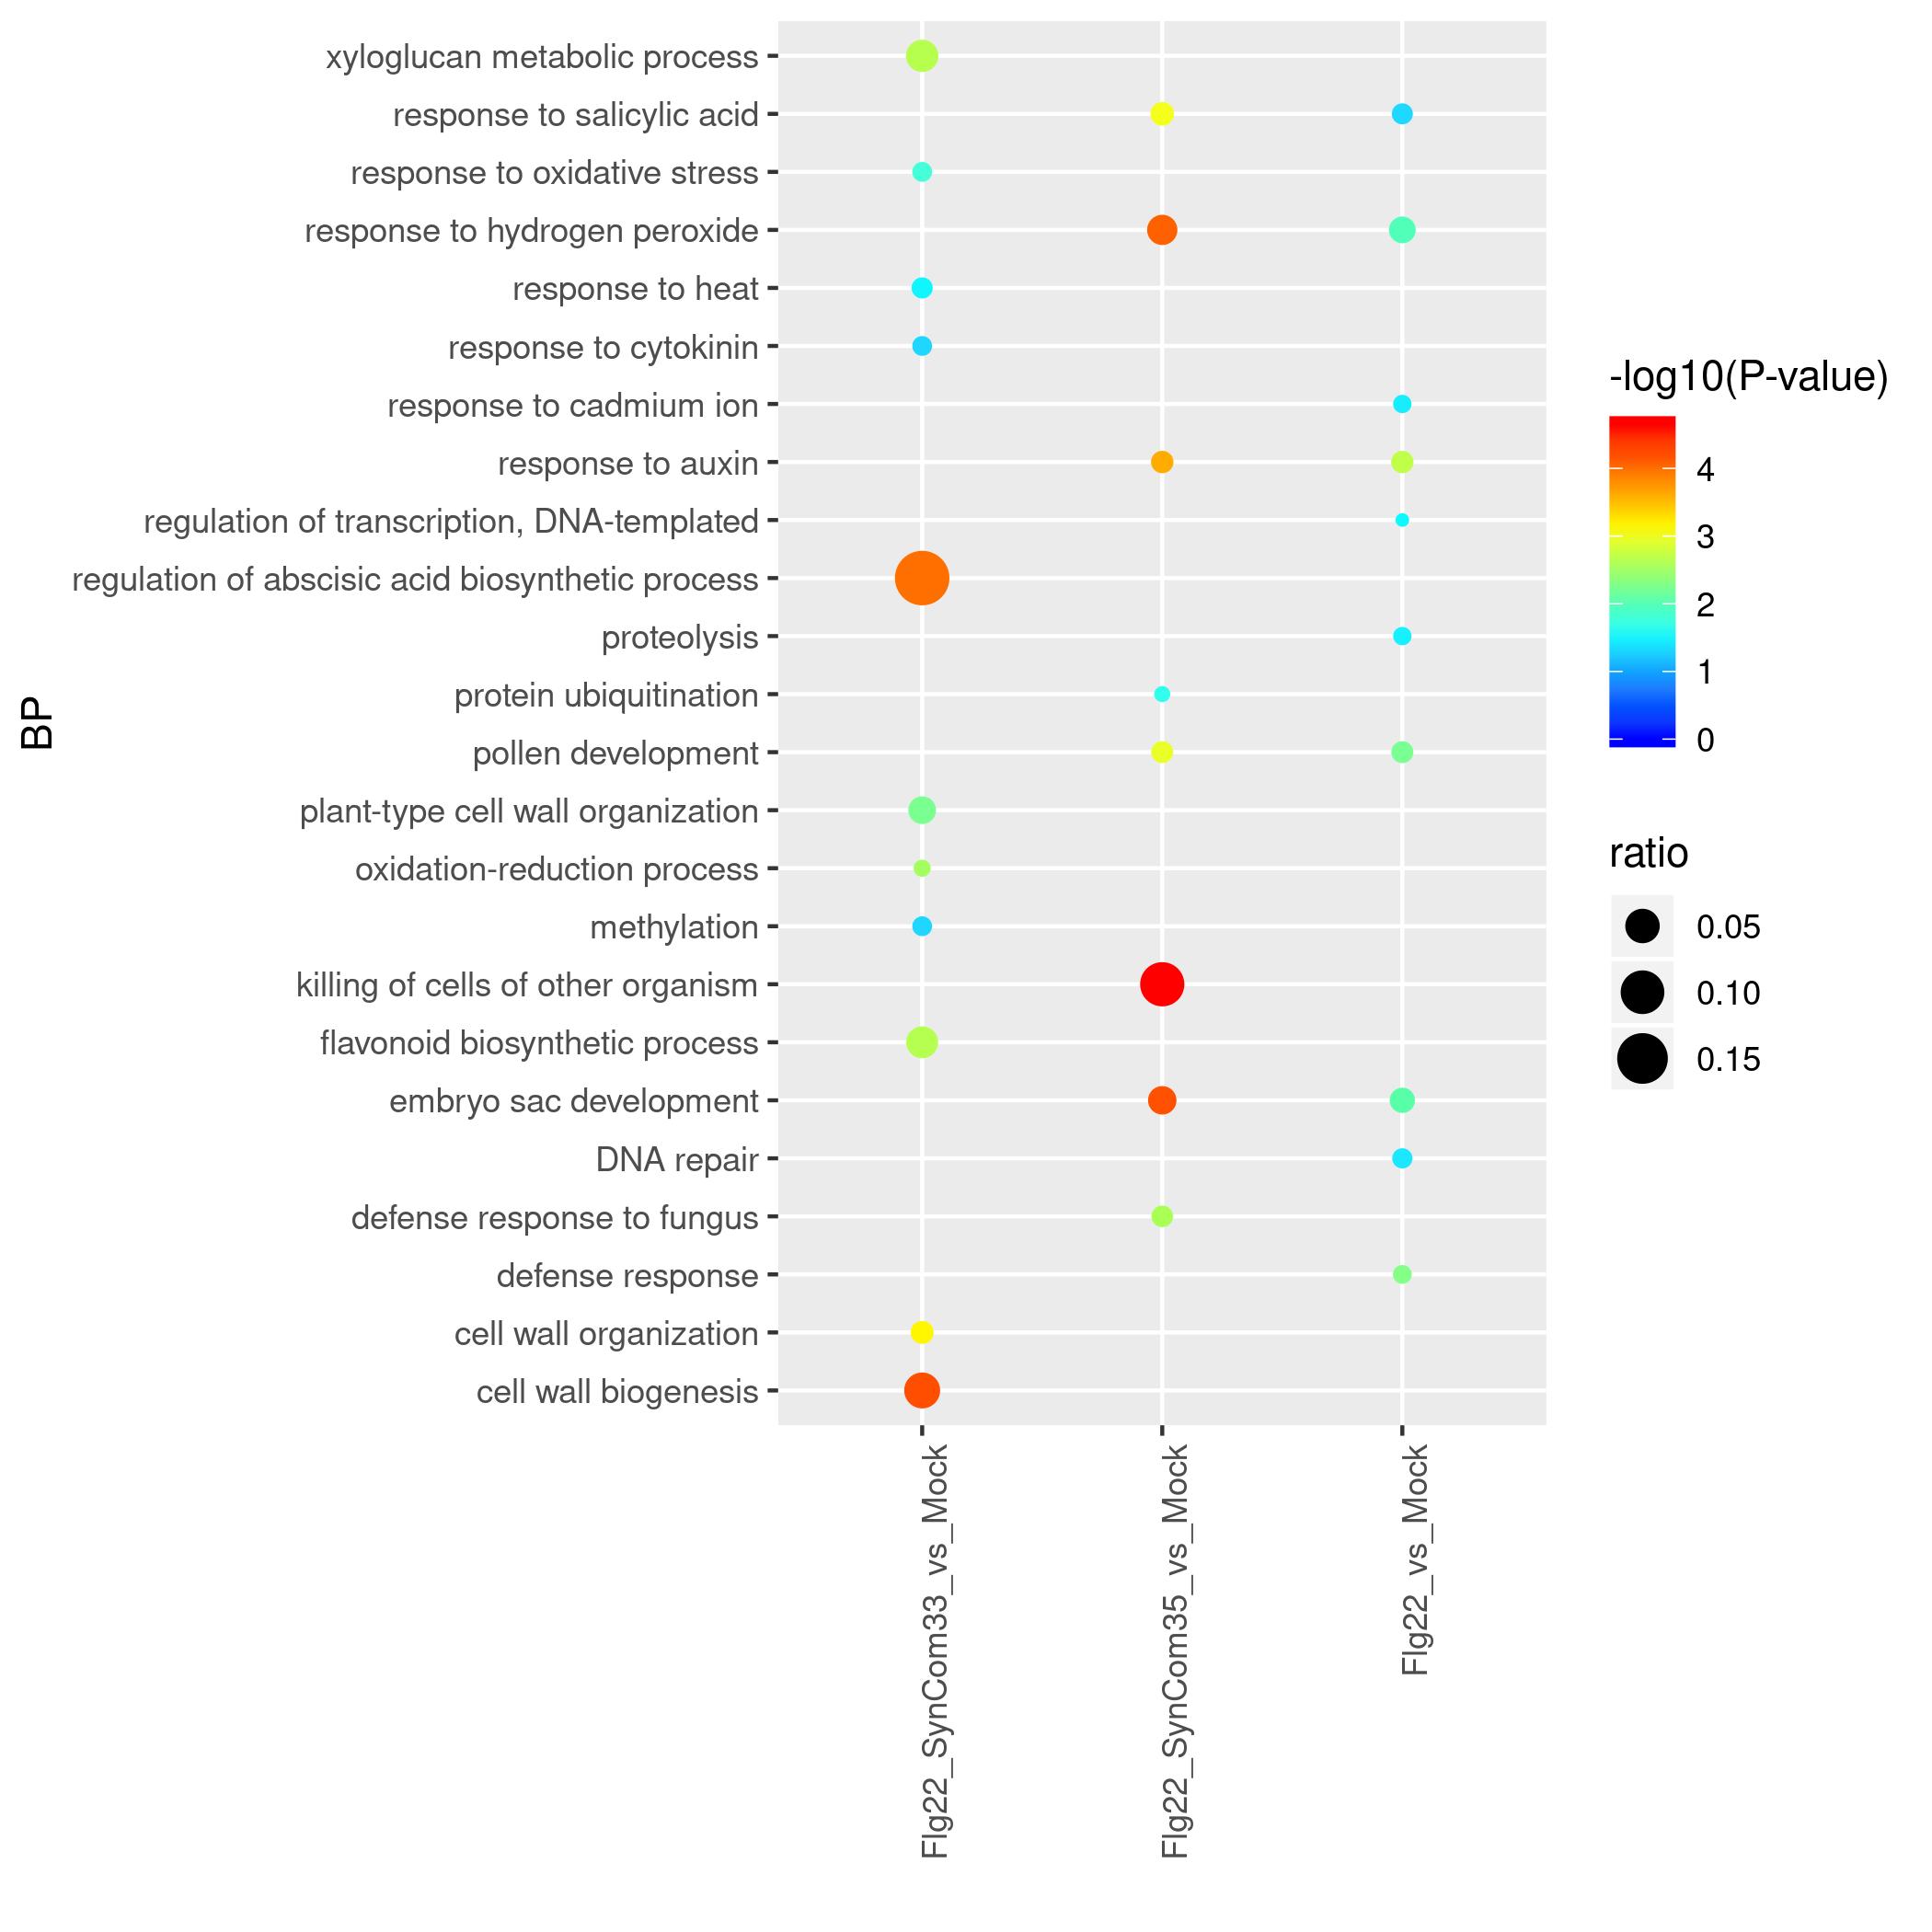 xyloglucan metabolic process
response to salicylic acid
response to oxidative stress
response to hydrogen peroxide
response to heat
response to cytokinin
response to cadmium ion
response to auxin
regulation of transcription, DNA-templated
regulation of abscisic acid biosynthetic process
proteolysis
protein ubiquitination
pollen development
plant-type cell wall organization
oxidation-reduction process
methylation
killing of cells of other organism
flavonoid biosynthetic process
embryo sac development
DNA repair
defense response to fungus
defense response
cell wall organization
cell wall biogenesis
BP
Flg22_SynCom33_vs_Mock
Flg22_SynCom35_vs_Mock
Flg22_vs_Mock
-log10(P-value)
4
3
2
1
0
ratio
0.05
0.10
0.15